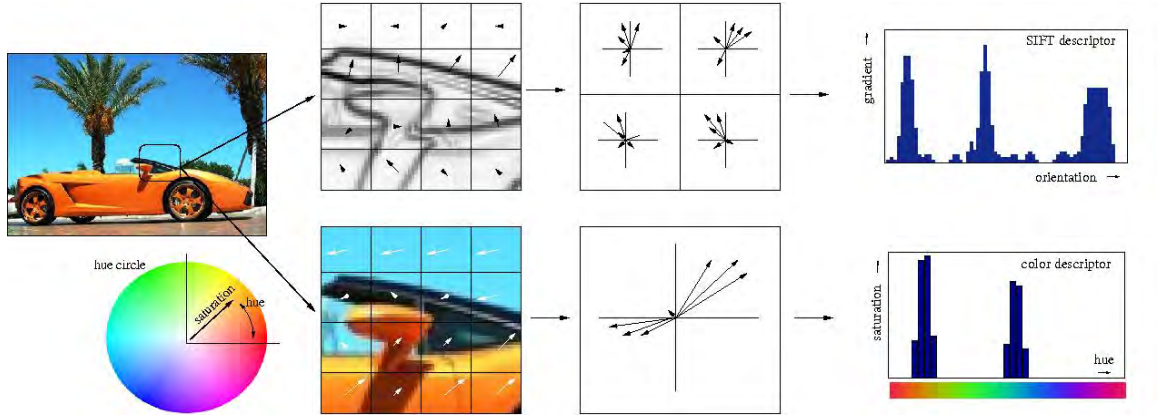 SIFT descriptor
gradient
orientation
hue circle
saturation
hue
color descriptor
saturation
hue